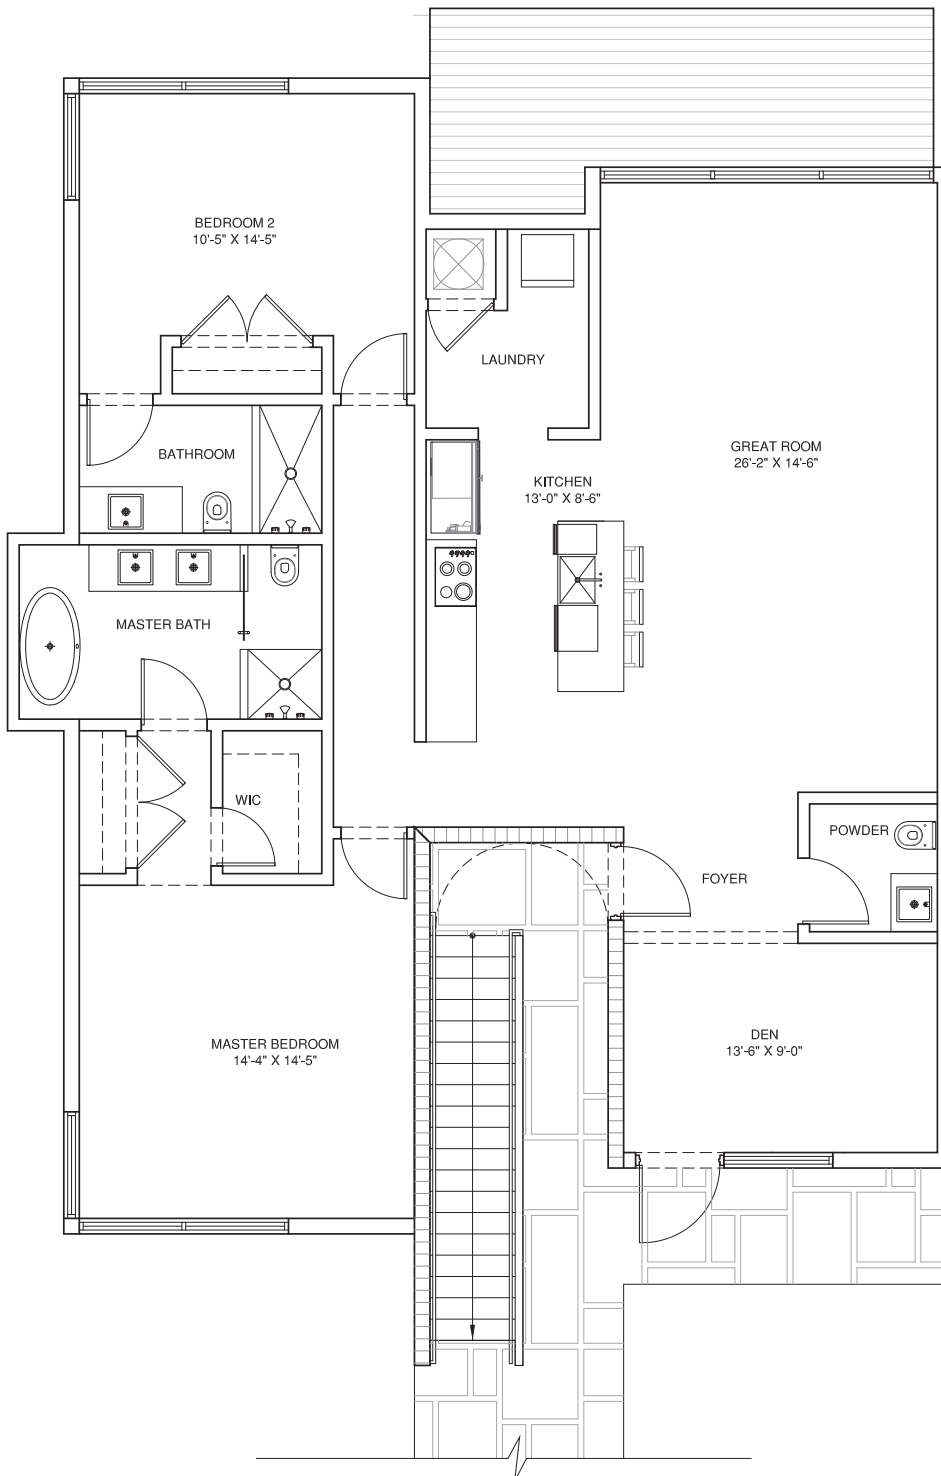 BEDROOM 2
10'-5" X 14'-5"
LAUNDRY
BATHROOM
GREAT ROOM
26'-2" X 14'-6"
KITCHEN
13'-0" X 8'-6"
MASTER BATH
WIC
POWDER
FOYER
MASTER BEDROOM
14'-4" X 14'-5"
DEN
13'-6" X 9'-0"